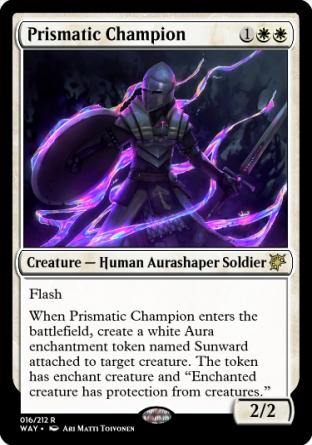 Prismatic Champion 1
Creature — Human Aurashaper Soldier
Flash
When Prismatic Champion enters the
battlefield, create a white Aura
enchantment token named Sunward
attached to target creature. The token
has enchant creature and “Enchanted
creature has protection from creatures.”
2/2
016/212 R
WAY • Ari Matti Toivonen